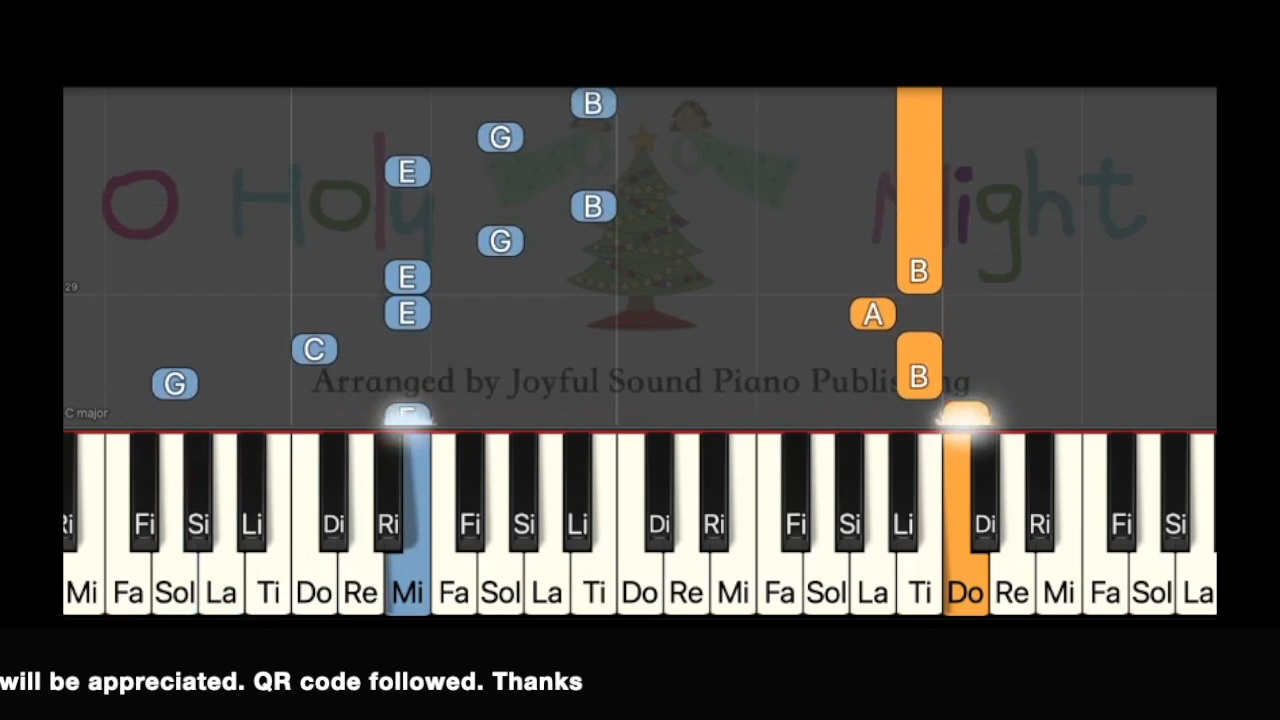 B
G
E
O Holy Night
B
G
B
E
29
E
A
C
B
G
Arranged by Joyful Sound Piano Publishing
C major
E
Ri Fi Si Li Di Ri Fi Si Li Di Ri Fi Si Li Di Ri Fi Si
Mi Fa Sol La Ti Do Re Mi Fa Sol La Ti Do Re Mi Fa Sol La Ti Do Re Mi Fa Sol La
will be appreciated. QR code followed. Thanks